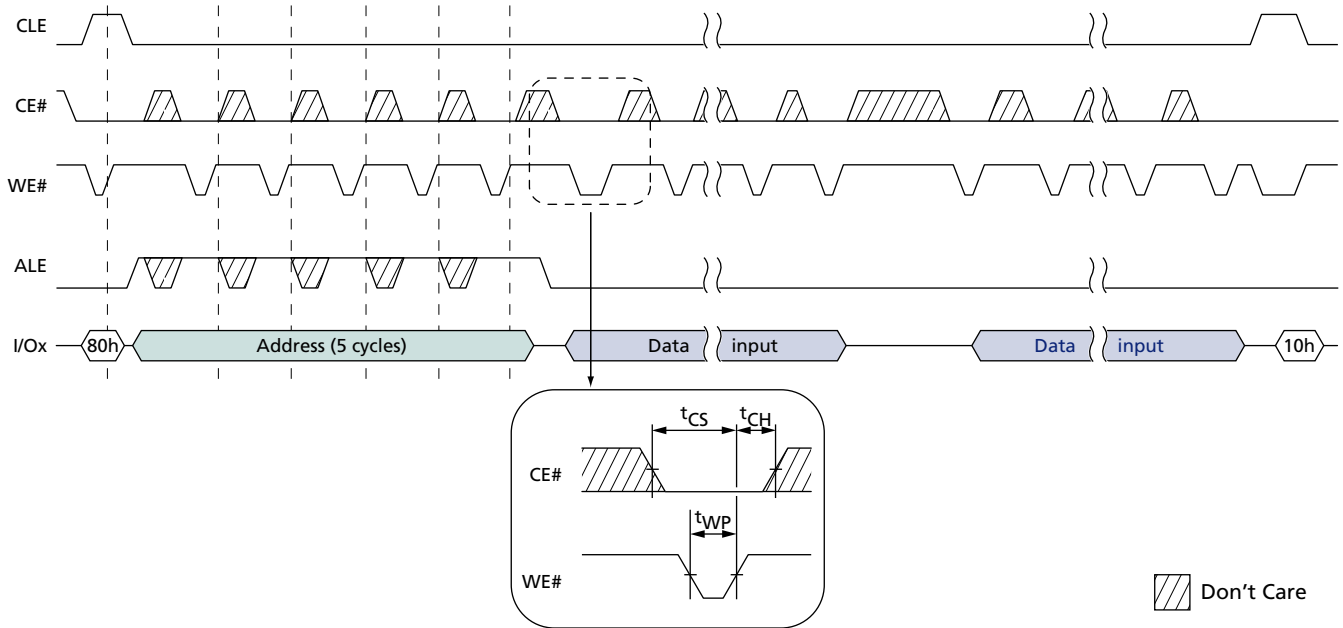 CLE
CE#
WE#
ALE
I/Ox
80h
Address (5 cycles)
Data input
Data input
10h
tCS
tCH
CE#
tWP
WE#
Don't Care